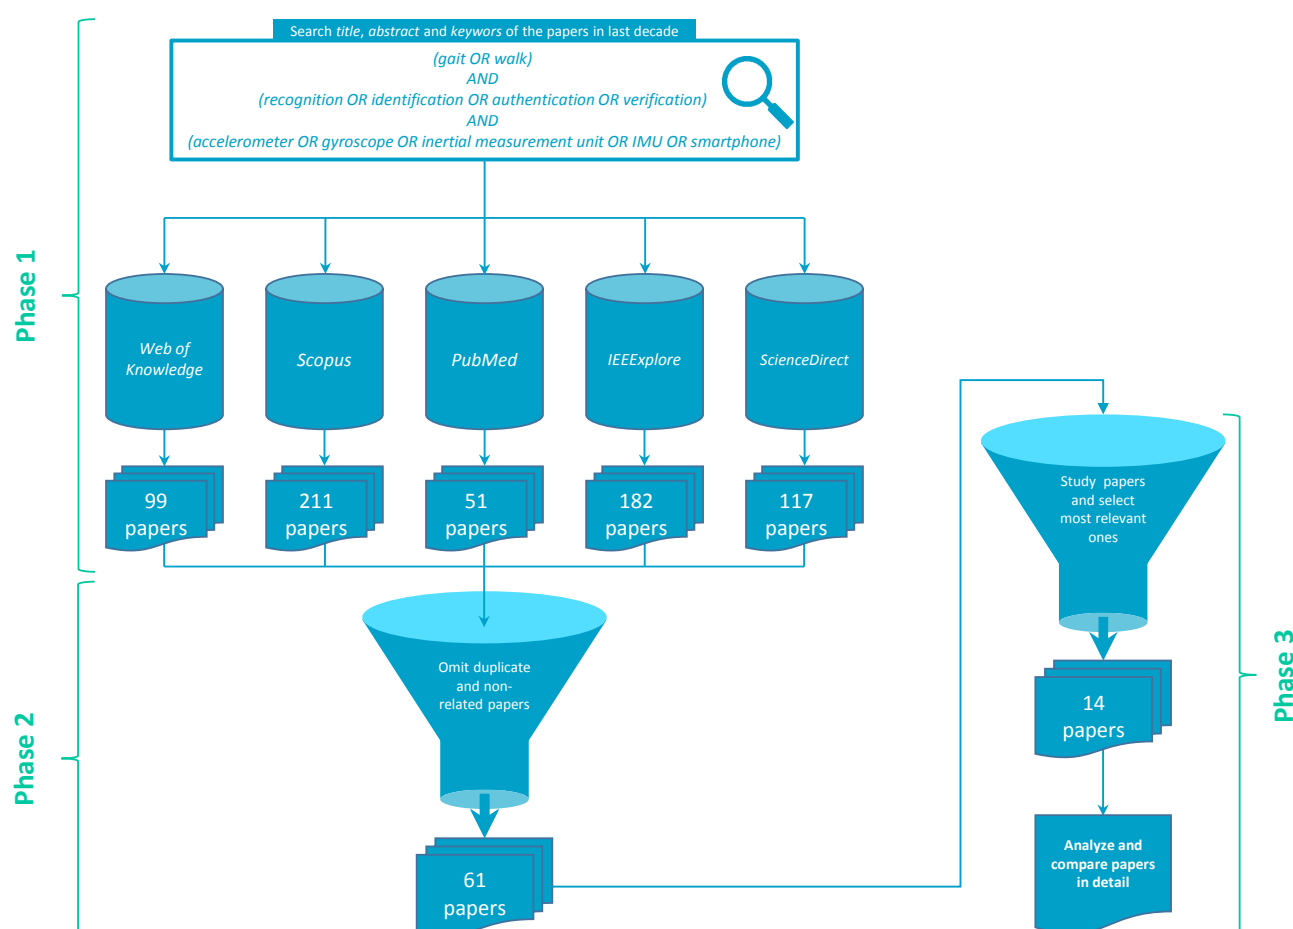 Search title, abstract and keywors of the papers in last decade
(gait OR walk)
AND
(recognition OR identification OR authentication OR verification)
AND
(accelerometer OR gyroscope OR inertial measurement unit OR IMU OR smartphone)
Phase 1
Web of
Knowledge
Scopus
PubMed
IEEExplore
ScienceDirect
99
papers
211
papers
51
papers
182
papers
117
papers
Phase 2
Omit duplicate
and non-
related papers
61
papers
Phase 3
Study papers
and select
most relevant
ones
14
papers
Analyze and
compare papers
in detail